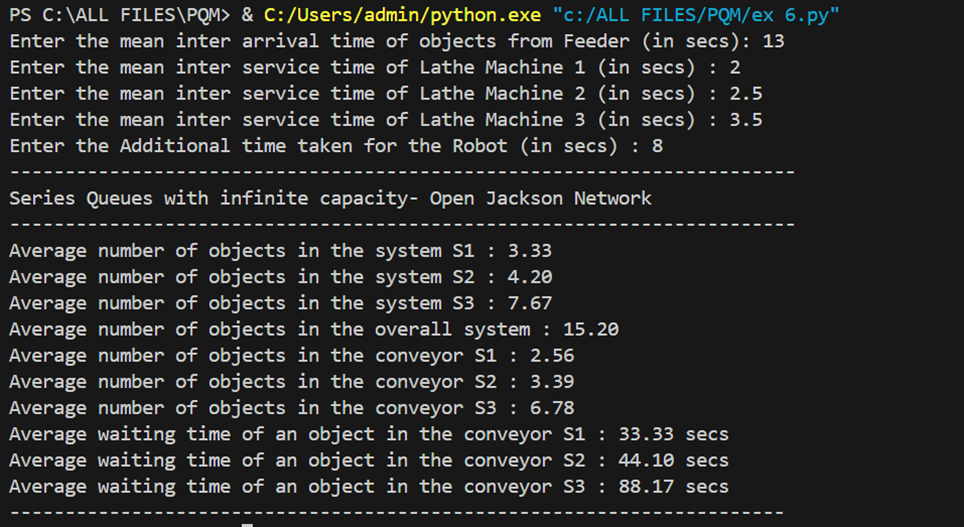 PS C:\ALL FILES\PQM> & C:/Users/admin/python.exe "c:/ALL FILES/PQM/ex 6.py"
Enter the mean inter arrival time of objects from Feeder (in secs): 13
Enter the mean inter service time of Lathe Machine 1 (in secs) : 2
Enter the mean inter service time of Lathe Machine 2 (in secs) : 2.5
Enter the mean inter service time of Lathe Machine 3 (in secs) : 3.5
Enter the Additional time taken for the Robot (in secs) : 8
-----------------------------------------------------------------------
Series Queues with infinite capacity- Open Jackson Network
-----------------------------------------------------------------------
Average number of objects in the system S1 : 3.33
Average number of objects in the system S2 : 4.20
Average number of objects in the system S3 : 7.67
Average number of objects in the overall system : 15.20
Average number of objects in the conveyor S1 : 2.56
Average number of objects in the conveyor S2 : 3.39
Average number of objects in the conveyor S3 : 6.78
Average waiting time of an object in the conveyor S1 : 33.33 secs
Average waiting time of an object in the conveyor S2 : 44.10 secs
Average waiting time of an object in the conveyor S3 : 88.17 secs
----------------------------------------------------------------------